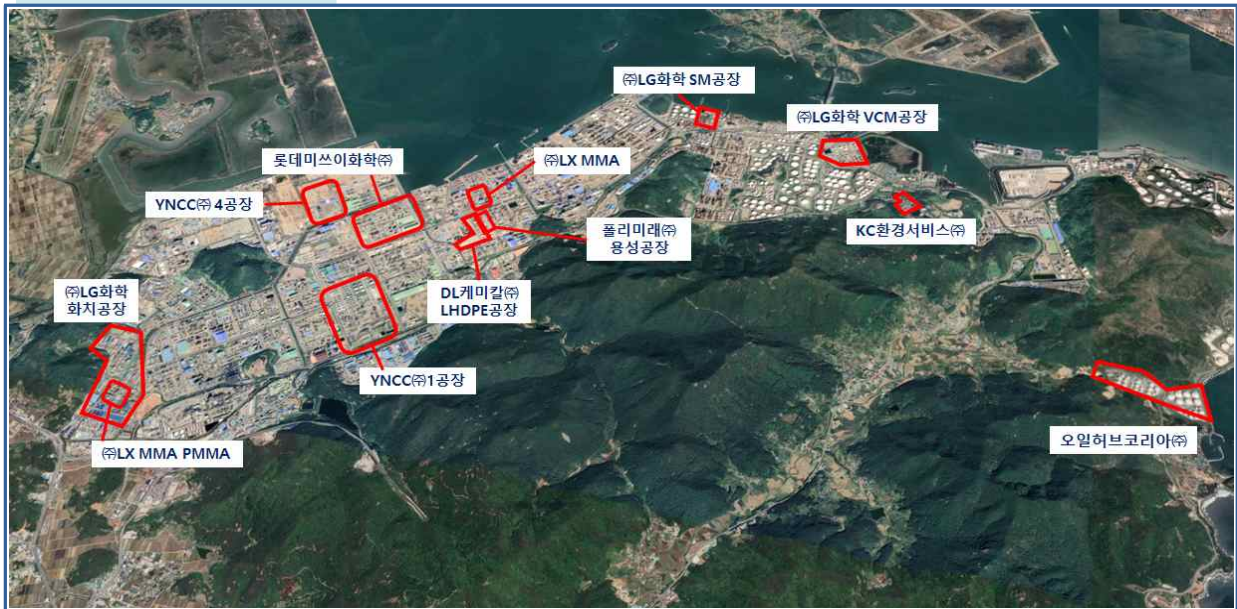 ㈜LG화학 SM공장
㈜LG화학 VCM공장
롯데미쓰이화학㈜
㈜LX MMA
YNCC㈜ 4공장
폴리미래㈜
용성공장
KC환경서비스㈜
㈜LG화학
화치공장
DL케미칼㈜
LHDPE공장
YNCC㈜1공장
㈜LX MMA PMMA
오일허브코리아㈜